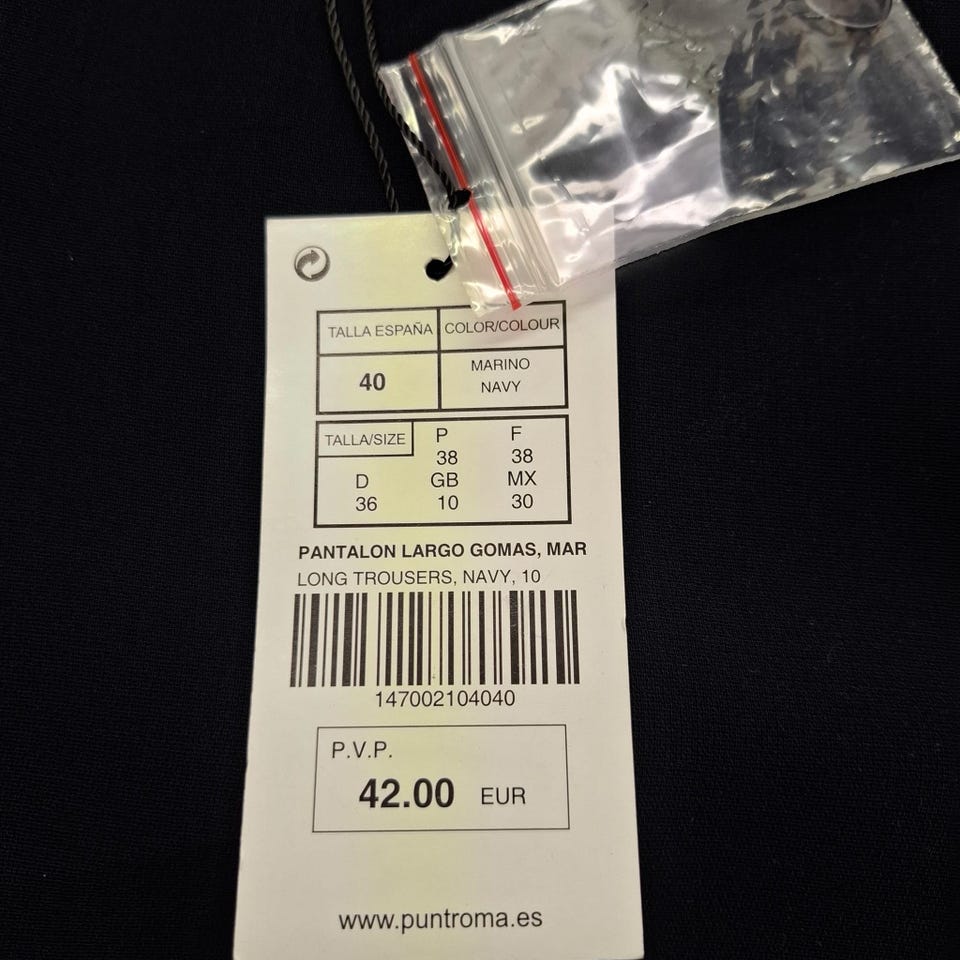 TALLA ESPAÑA COLOR/COLOUR
40 MARINO
NAVY
TALLA/SIZE P F
38 38
D GB MX
36 10 30
PANTALON LARGO GOMAS, MAR
LONG TROUSERS, NAVY, 10
147002104040
P.V.P.
42.00 EUR
www.puntroma.es